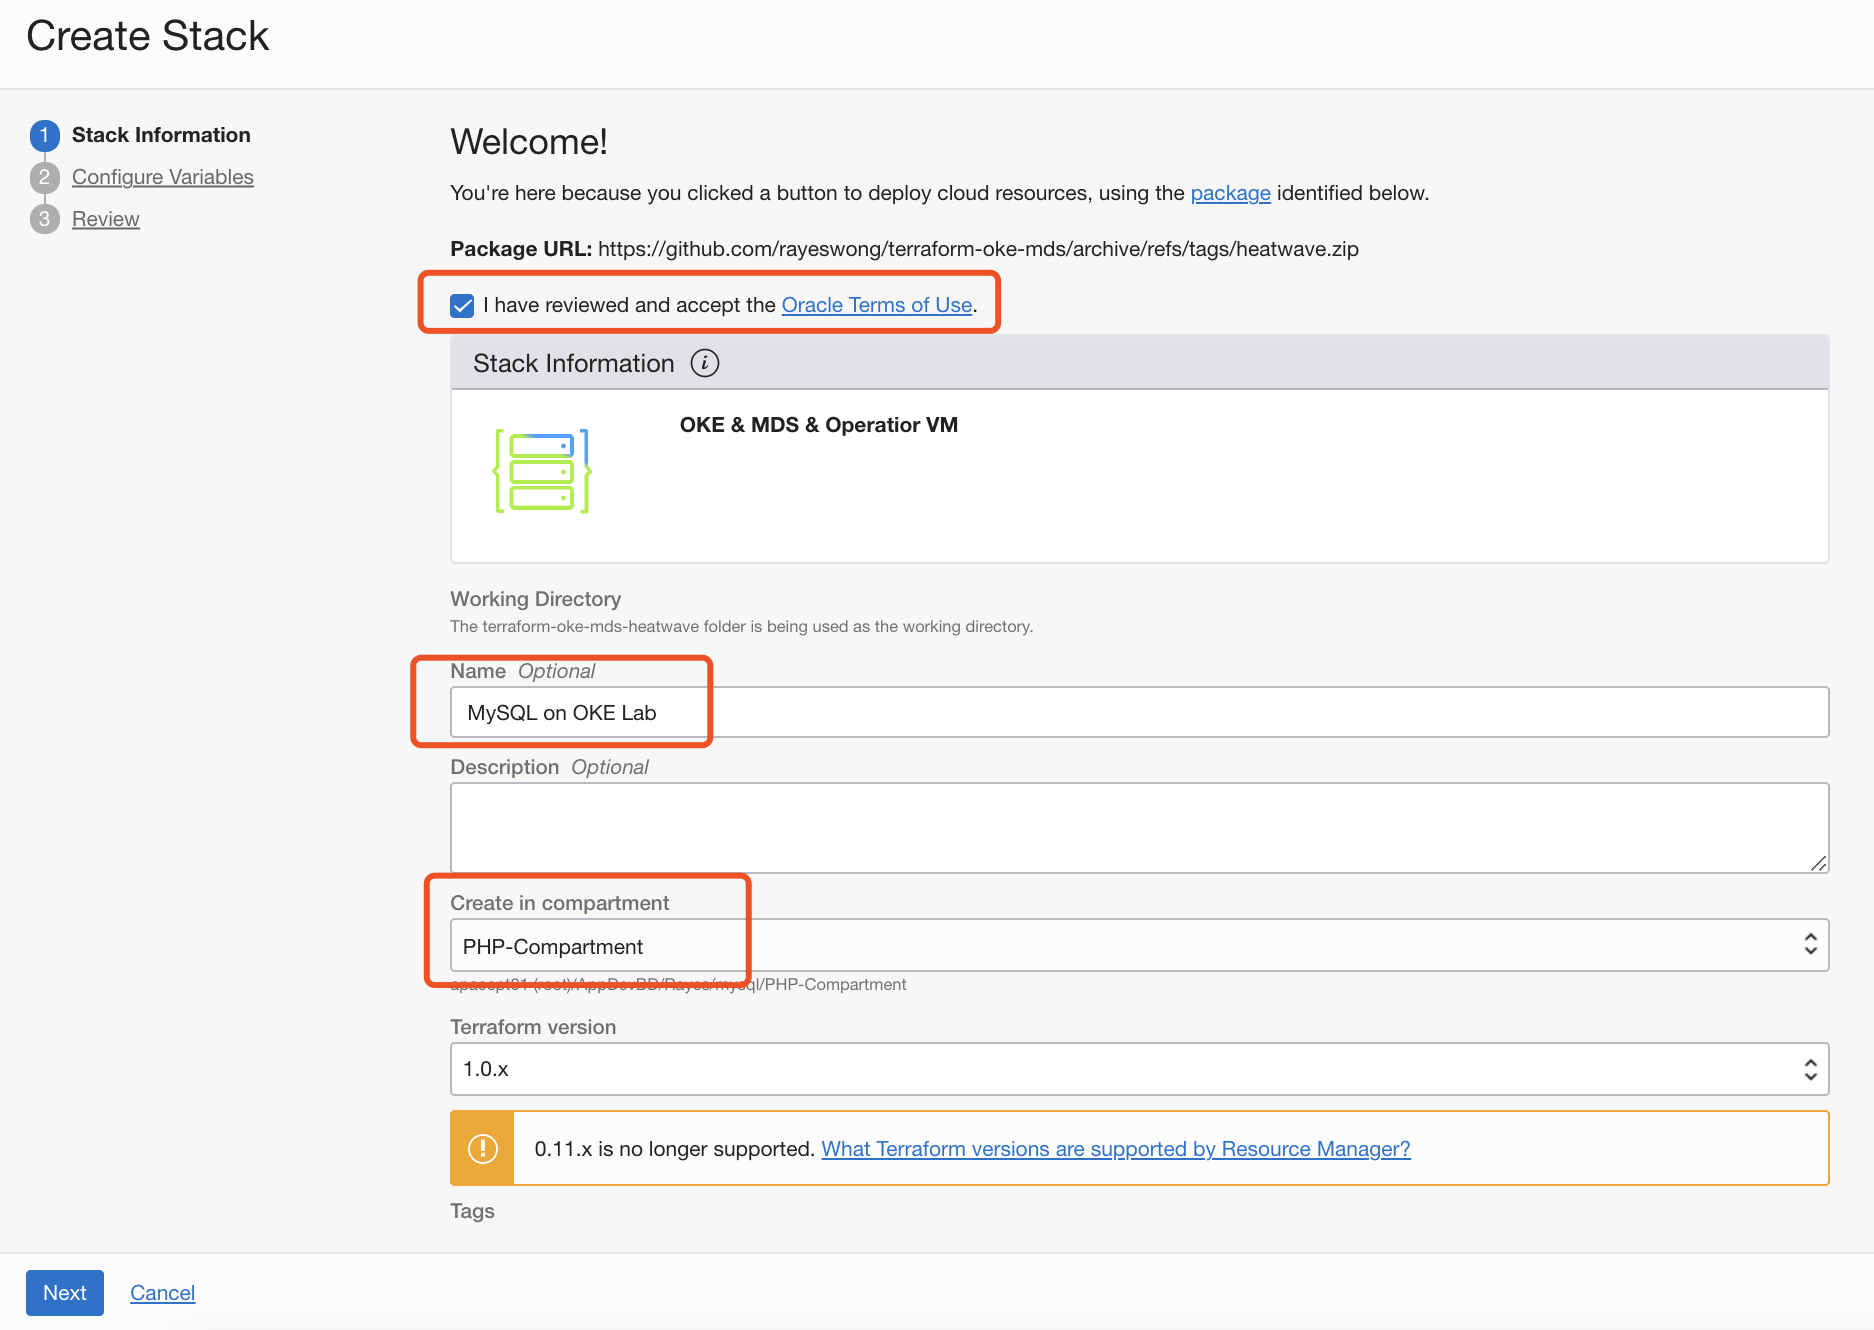 Create Stack
1 Stack Information
2 Configure Variables
3 Review
Welcome!
You're here because you clicked a button to deploy cloud resources, using the package identified below.
Package URL: https://github.com/rayeswong/terraform-oke-mds/archive/refs/tags/heatwave.zip
I have reviewed and accept the Oracle Terms of Use.
Stack Information i
OKE & MDS & Operatior VM
Working Directory
The terraform-oke-mds-heatwave folder is being used as the working directory.
Name Optional
MySQL on OKE Lab
Description Optional
Create in compartment
PHP-Compartment
(root)/AppDevBD/Rayes/mysql/PHP-Compartment
Terraform version
1.0.x
0.11.x is no longer supported. What Terraform versions are supported by Resource Manager?
Tags
Next Cancel